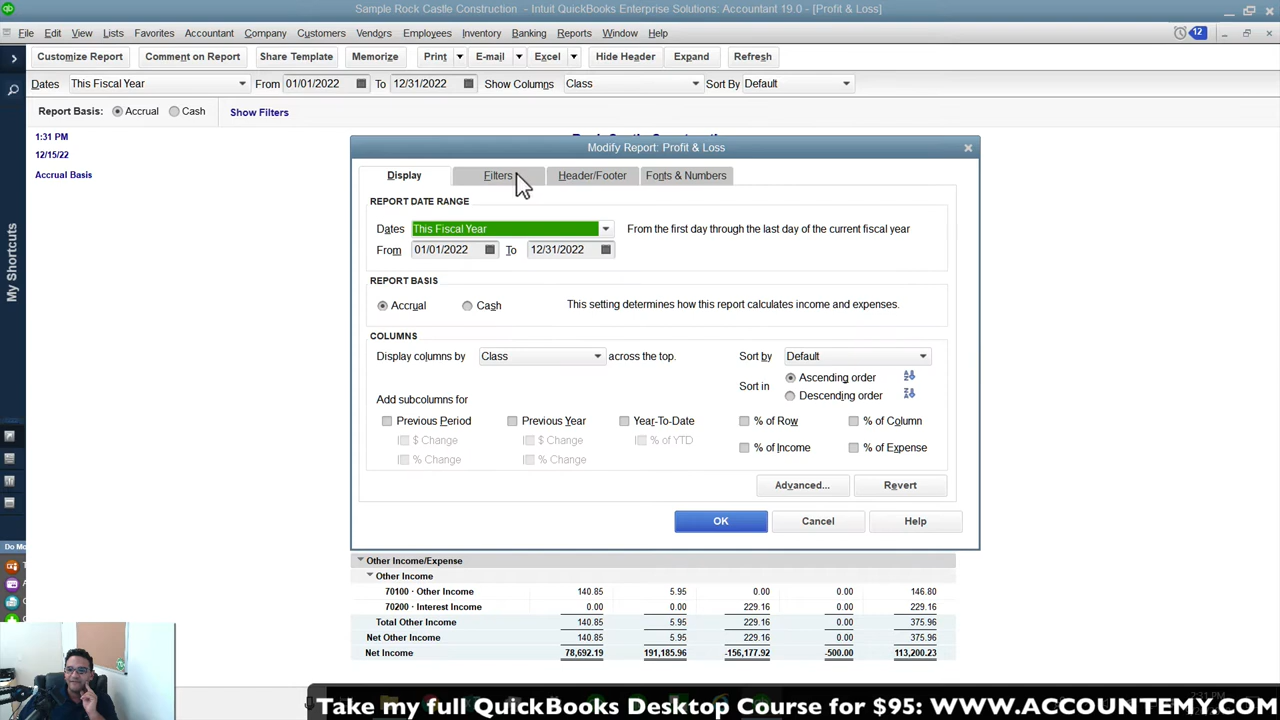 Sample Rock Castle Construction - Intuit QuickBooks Enterprise Solutions: Accountant 19.0 - [Profit & Loss]
File Edit View Lists Favorites Accountant Company Customers Vendors Employees Inventory Banking Reports Window Help 12
Customize Report Comment on Report Share Template Memorize Print E-mail Excel Hide Header Expand Refresh
Dates This Fiscal Year From 01/01/2022 To 12/31/2022 Show Columns Class Sort By Default
Report Basis: Accrual Cash Show Filters
1:31 PM
12/15/22
Accrual Basis
My Shortcuts
Modify Report: Profit & Loss
Display Filters Header/Footer Fonts & Numbers
REPORT DATE RANGE
Dates This Fiscal Year From the first day through the last day of the current fiscal year
From 01/01/2022 To 12/31/2022
REPORT BASIS
Accrual Cash This setting determines how this report calculates income and expenses.
COLUMNS
Display columns by Class across the top. Sort by Default
Sort in Ascending order
Descending order
Add subcolumns for
Previous Period Previous Year Year-To-Date % of Row % of Column
$ Change $ Change % of YTD
% Change % Change % of Income % of Expense
Advanced... Revert
OK Cancel Help
Other Income/Expense
Other Income
70100 · Other Income 140.85 5.95 0.00 0.00 146.80
70200 · Interest Income 0.00 0.00 229.16 0.00 229.16
Total Other Income 140.85 5.95 229.16 0.00 375.96
Net Other Income 140.85 5.95 229.16 0.00 375.96
Net Income 78,692.19 191,185.96 -156,177.92 -500.00 113,200.23
Take my full QuickBooks Desktop Course for $95: WWW.ACCOUNTEMY.COM